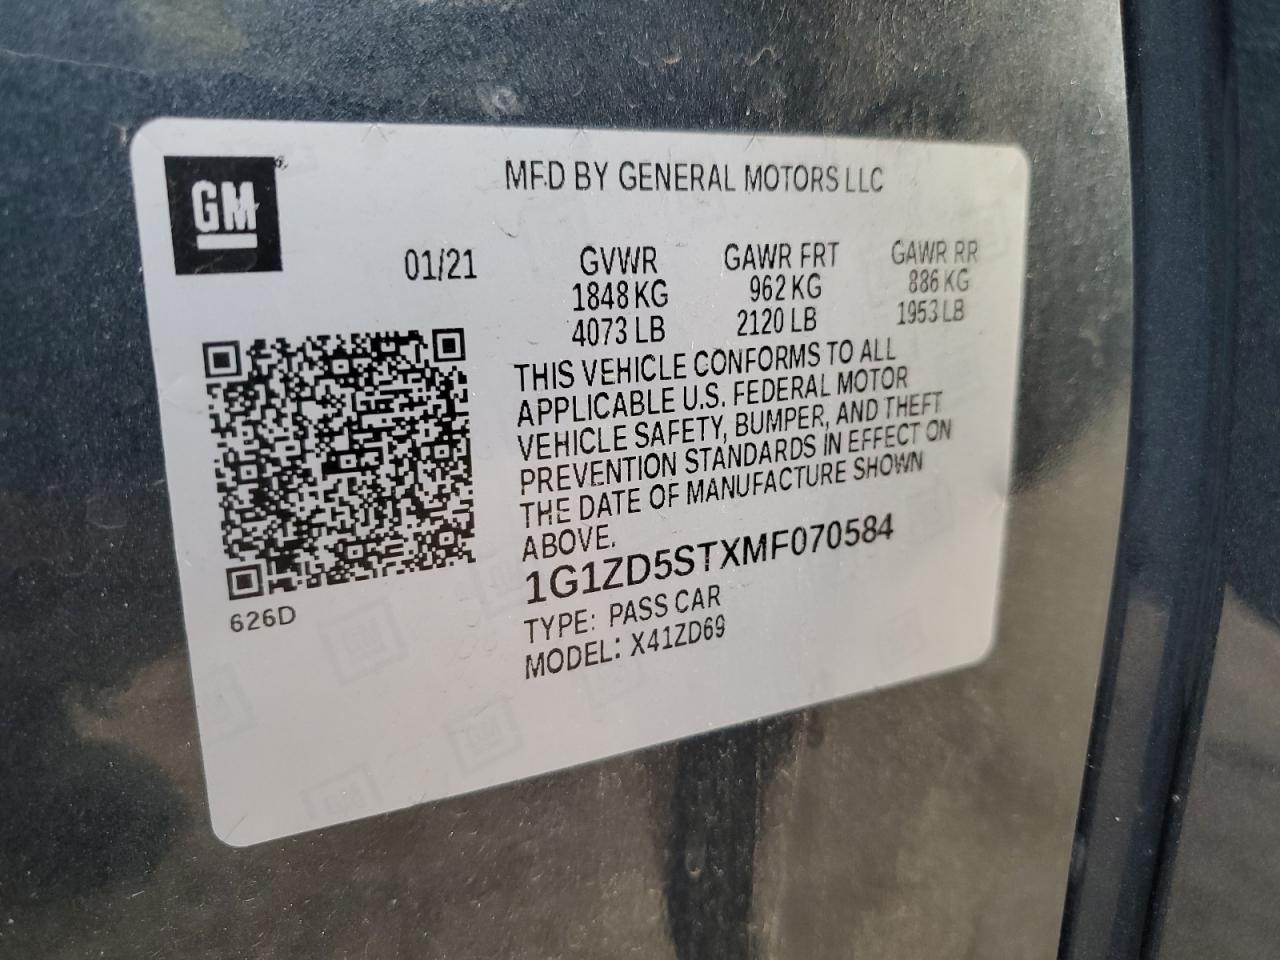 GM
MFD BY GENERAL MOTORS LLC
01/21
GVWR
1848 KG
4073 LB
GAWR FRT
962 KG
2120 LB
GAWR RR
886 KG
1953 LB
THIS VEHICLE CONFORMS TO ALL
APPLICABLE U.S. FEDERAL MOTOR
VEHICLE SAFETY, BUMPER, AND THEFT
PREVENTION STANDARDS IN EFFECT ON
THE DATE OF MANUFACTURE SHOWN
ABOVE.
1G1ZD5STXMF070584
TYPE: PASS CAR
MODEL: X41ZD69
626D